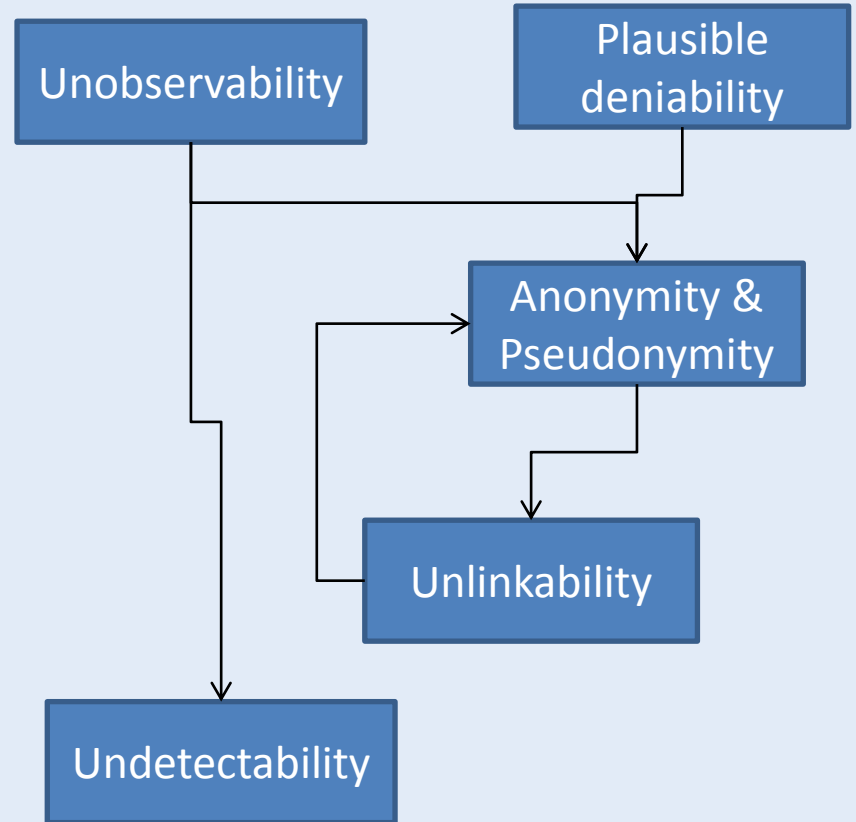 Unobservability
Plausible
deniability
Anonymity &
Pseudonymity
Unlinkability
Undetectability